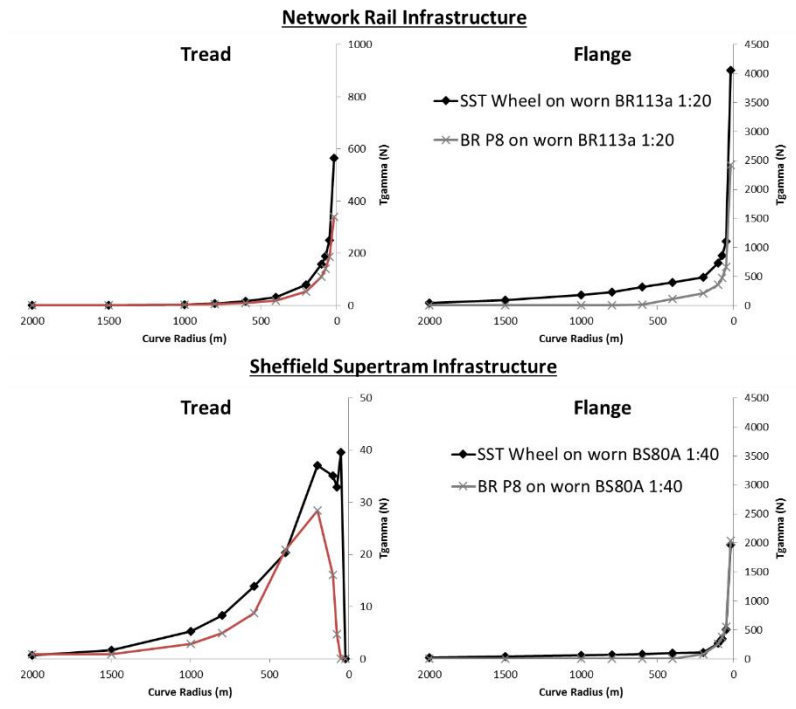 Network Rail Infrastructure
Tread
1000
800
600
400
200
0
Tgamma (N)
2000 1500 1000 500 0
Curve Radius (m)
Flange
SST Wheel on worn BR113a 1:20
BR P8 on worn BR113a 1:20
4500
4000
3500
3000
2500
2000
1500
1000
500
0
Tgamma (N)
2000 1500 1000 500 0
Curve Radius (m)
Sheffield Supertram Infrastructure
Tread
50
40
30
20
10
0
Tgamma (N)
2000 1500 1000 500 0
Curve Radius (m)
Flange
SST Wheel on worn BS80A 1:40
BR P8 on worn BS80A 1:40
4500
4000
3500
3000
2500
2000
1500
1000
500
0
Tgamma (N)
2000 1500 1000 500 0
Curve Radius (m)